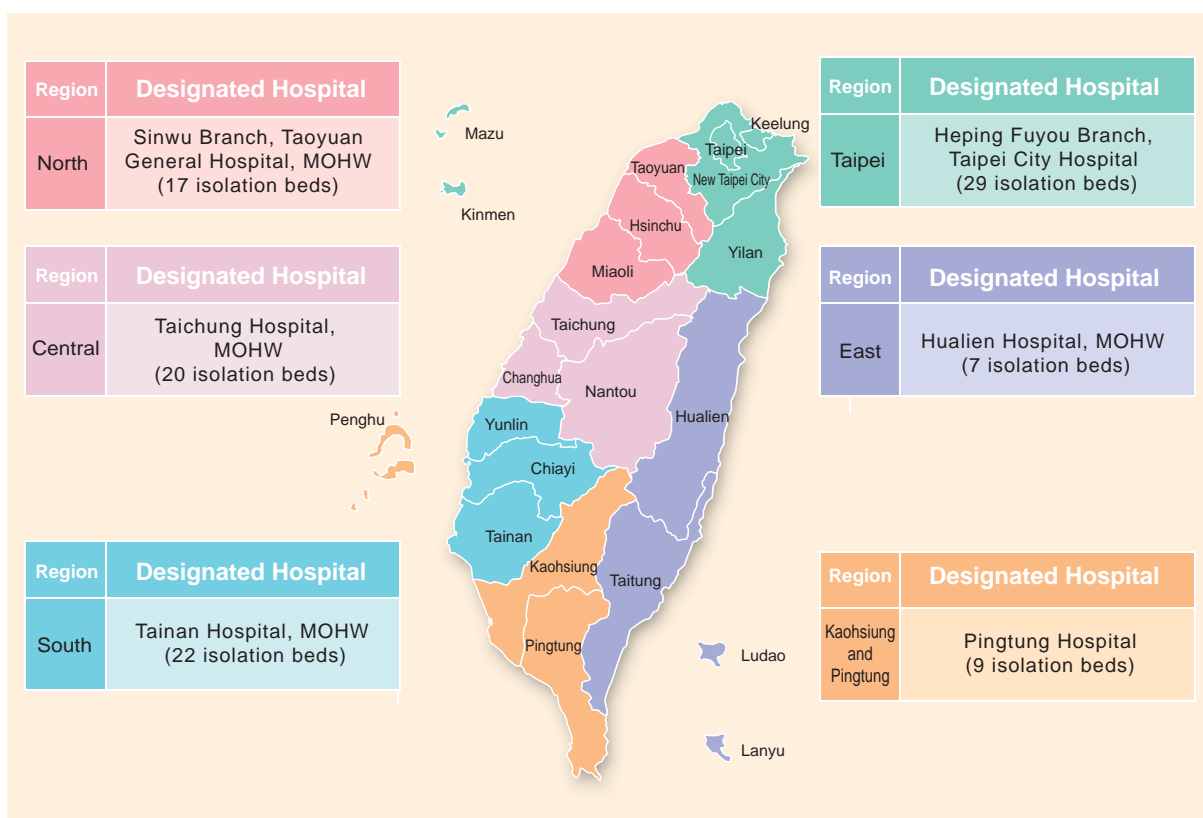 Region Designated Hospital
North
Sinwu Branch, Taoyuan
General Hospital, MOHW
(17 isolation beds)
Region Designated Hospital
Central
Taichung Hospital,
MOHW
(20 isolation beds)
Region Designated Hospital
South
Tainan Hospital, MOHW
(22 isolation beds)
Mazu
Kinmen
Penghu
Keelung
Taipei
New Taipei City
Taoyuan
Hsinchu
Yilan
Miaoli
Taichung
Changhua
Nantou
Hualien
Yunlin
Chiayi
Tainan
Kaohsiung
Taitung
Pingtung
Ludao
Lanyu
Region Designated Hospital
Taipei
Heping Fuyou Branch,
Taipei City Hospital
(29 isolation beds)
Region Designated Hospital
East
Hualien Hospital, MOHW
(7 isolation beds)
Region Designated Hospital
Kaohsiung
and
Pingtung
Pingtung Hospital
(9 isolation beds)